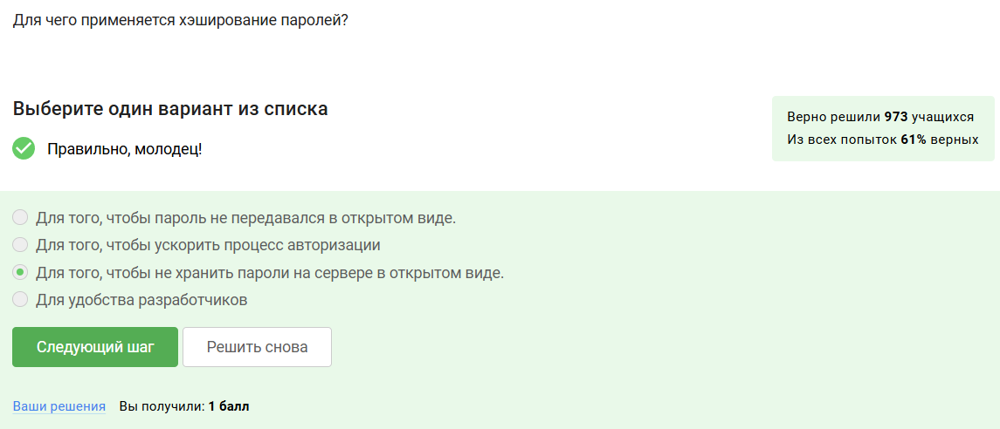 Для чего применяется хэширование паролей?
Выберите один вариант из списка
Правильно, молодец!
Верно решили 973 учащихся
Из всех попыток 61% верных
Для того, чтобы пароль не передавался в открытом виде.
Для того, чтобы ускорить процесс авторизации
Для того, чтобы не хранить пароли на сервере в открытом виде.
Для удобства разработчиков
Следующий шаг
Решить снова
Ваши решения Вы получили: 1 балл